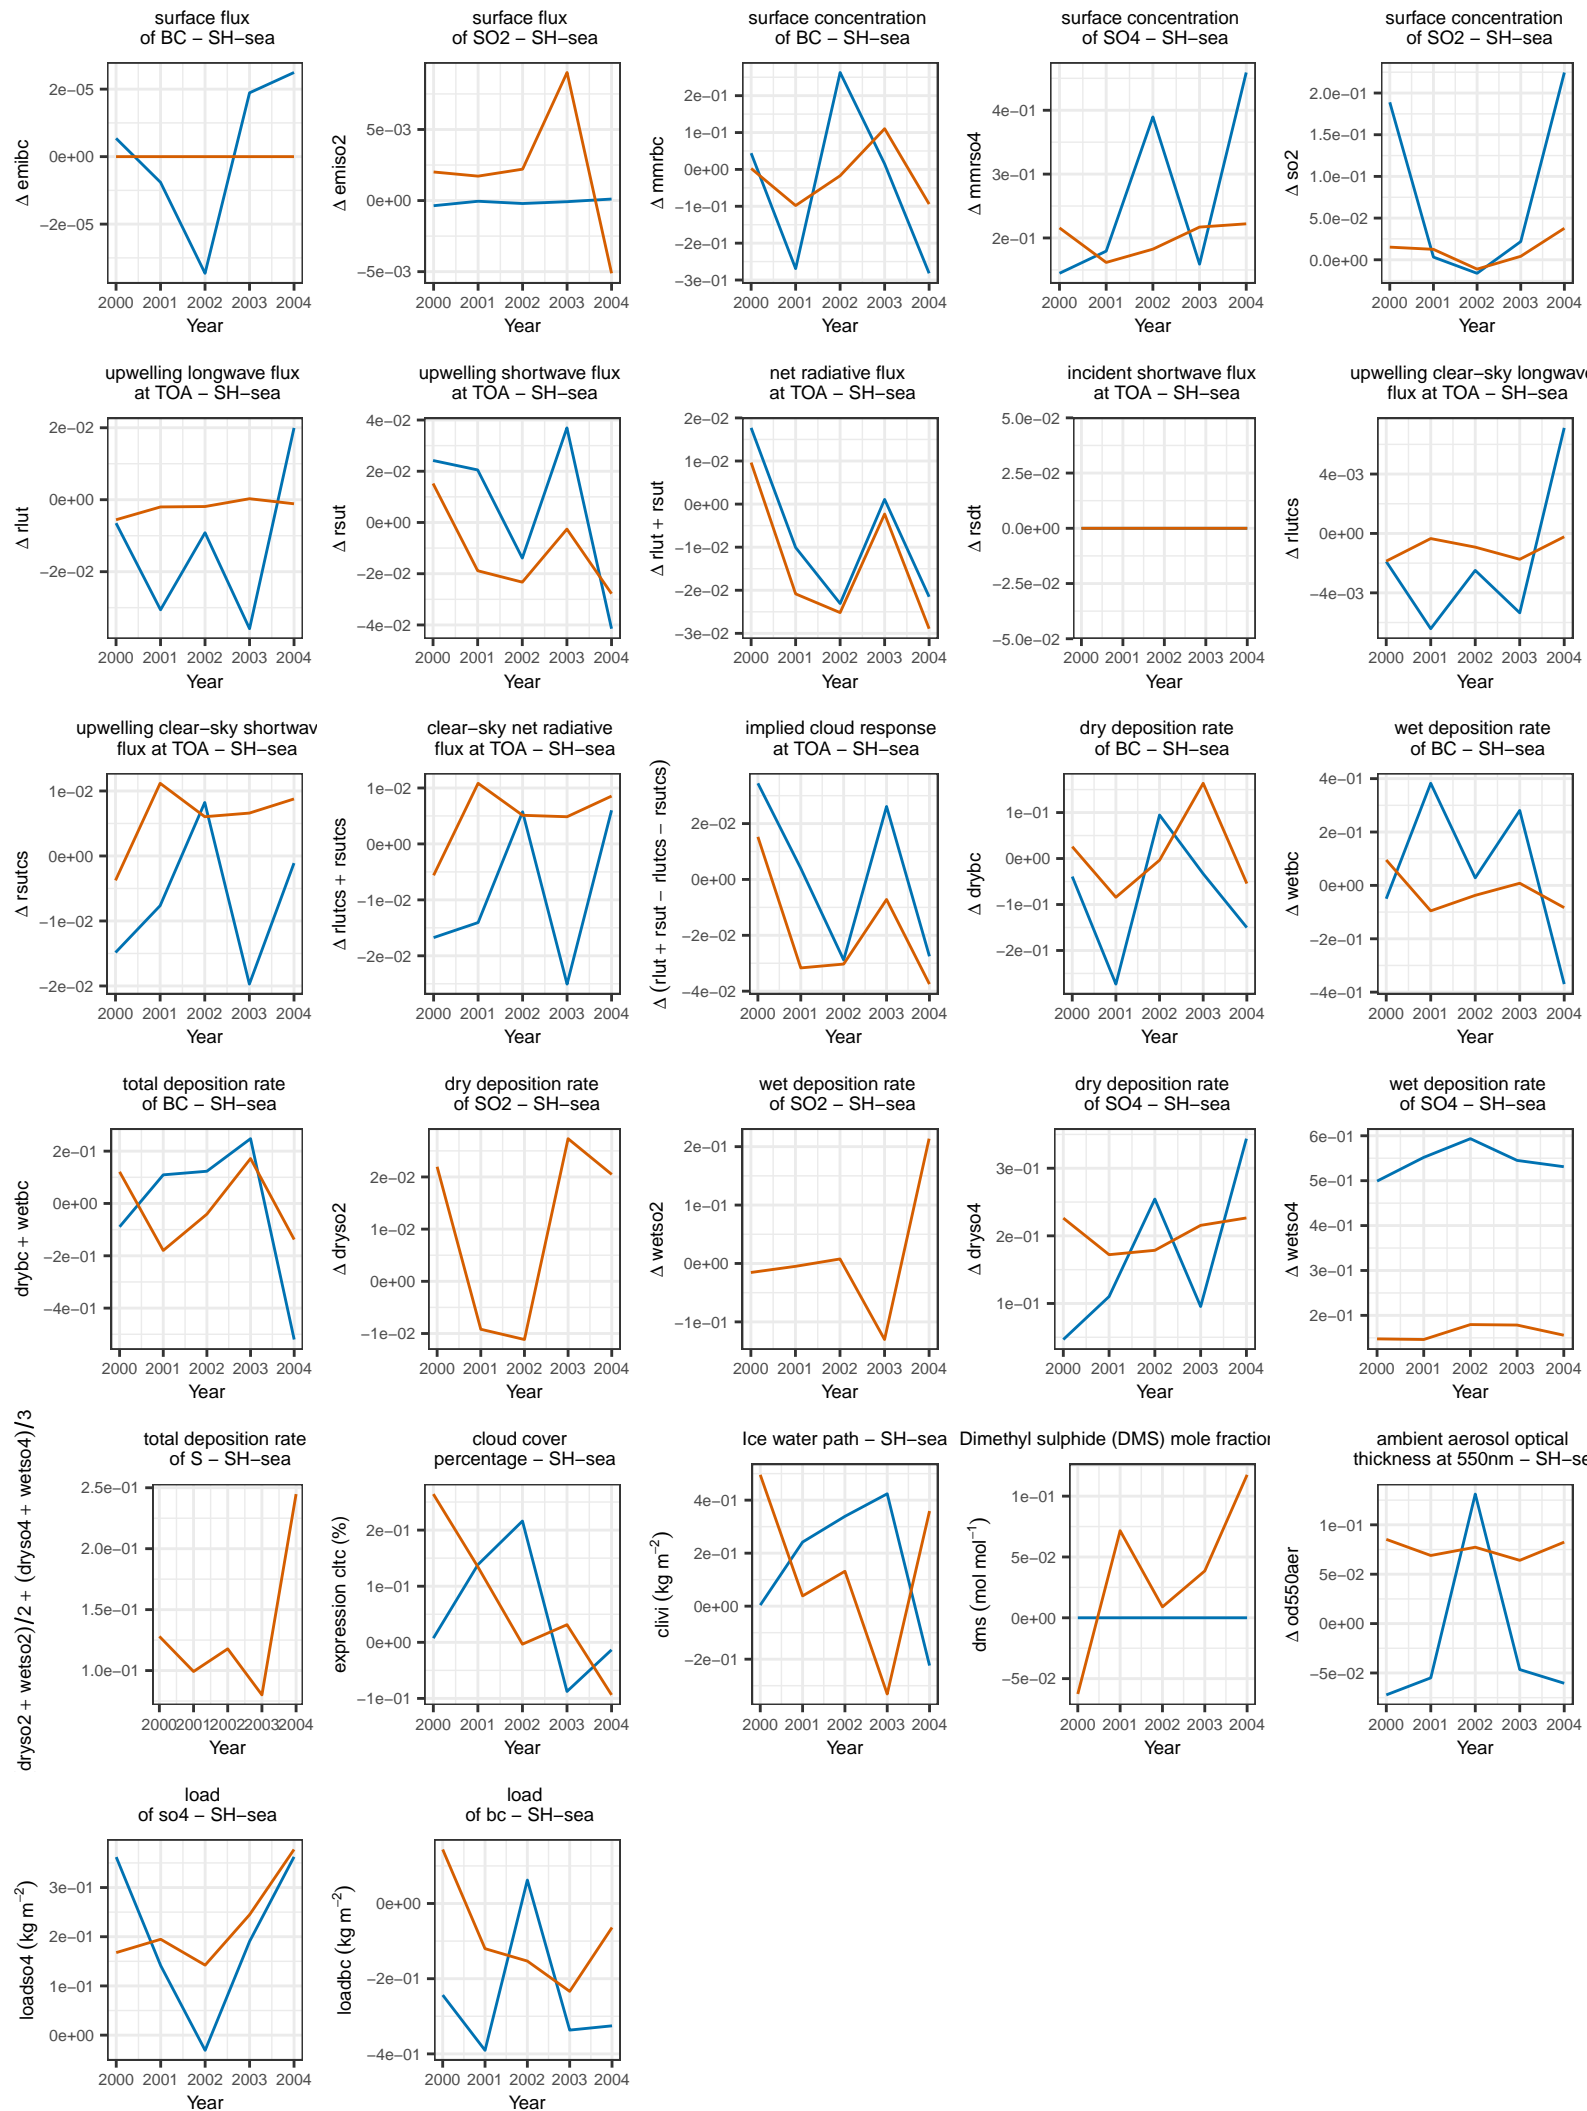 surface flux
of BC − SH−sea
Δ emibc
2e−05
0e+00
−2e−05
2000 2001 2002 2003 2004
Year
surface flux
of SO2 − SH−sea
Δ emiso2
5e−03
0e+00
−5e−03
2000 2001 2002 2003 2004
Year
surface concentration
of BC − SH−sea
Δ mmrbc
2e−01
1e−01
0e+00
−1e−01
−2e−01
−3e−01
2000 2001 2002 2003 2004
Year
surface concentration
of SO4 − SH−sea
Δ mmrso4
4e−01
3e−01
2e−01
2000 2001 2002 2003 2004
Year
surface concentration
of SO2 − SH−sea
Δ so2
2.0e−01
1.5e−01
1.0e−01
5.0e−02
0.0e+00
2000 2001 2002 2003 2004
Year
upwelling longwave flux
at TOA − SH−sea
Δ rlut
2e−02
0e+00
−2e−02
2000 2001 2002 2003 2004
Year
upwelling shortwave flux
at TOA − SH−sea
Δ rsut
4e−02
2e−02
0e+00
−2e−02
−4e−02
2000 2001 2002 2003 2004
Year
net radiative flux
at TOA − SH−sea
Δ rlut + rsut
2e−02
1e−02
0e+00
−1e−02
−2e−02
−3e−02
2000 2001 2002 2003 2004
Year
incident shortwave flux
at TOA − SH−sea
Δ rsdt
5.0e−02
2.5e−02
0.0e+00
−2.5e−02
−5.0e−02
2000 2001 2002 2003 2004
Year
upwelling clear−sky longwave
flux at TOA − SH−sea
Δ rlutcs
4e−03
0e+00
−4e−03
2000 2001 2002 2003 2004
Year
upwelling clear−sky shortwav
flux at TOA − SH−sea
Δ rsutcs
1e−02
0e+00
−1e−02
−2e−02
2000 2001 2002 2003 2004
Year
clear−sky net radiative
flux at TOA − SH−sea
Δ rlutcs + rsutcs
1e−02
0e+00
−1e−02
−2e−02
2000 2001 2002 2003 2004
Year
implied cloud response
at TOA − SH−sea
Δ (rlut + rsut − rlutcs − rsutcs)
2e−02
0e+00
−2e−02
−4e−02
2000 2001 2002 2003 2004
Year
dry deposition rate
of BC − SH−sea
Δ drybc
1e−01
0e+00
−1e−01
−2e−01
2000 2001 2002 2003 2004
Year
wet deposition rate
of BC − SH−sea
Δ wetbc
4e−01
2e−01
0e+00
−2e−01
−4e−01
2000 2001 2002 2003 2004
Year
total deposition rate
of BC − SH−sea
drybc + wetbc
2e−01
0e+00
−2e−01
−4e−01
2000 2001 2002 2003 2004
Year
dry deposition rate
of SO2 − SH−sea
Δ dryso2
2e−02
1e−02
0e+00
−1e−02
2000 2001 2002 2003 2004
Year
wet deposition rate
of SO2 − SH−sea
Δ wetso2
2e−01
1e−01
0e+00
−1e−01
2000 2001 2002 2003 2004
Year
dry deposition rate
of SO4 − SH−sea
Δ dryso4
3e−01
2e−01
1e−01
2000 2001 2002 2003 2004
Year
wet deposition rate
of SO4 − SH−sea
Δ wetso4
6e−01
5e−01
4e−01
3e−01
2e−01
2000 2001 2002 2003 2004
Year
total deposition rate
of S − SH−sea
dryso2 + wetso2)/2 + (dryso4 + wetso4)/3
2.5e−01
2.0e−01
1.5e−01
1.0e−01
2000 2001 2002 2003 2004
Year
cloud cover
percentage − SH−sea
expression cltc (%)
2e−01
1e−01
0e+00
−1e−01
2000 2001 2002 2003 2004
Year
Ice water path − SH−sea
clivi (kg m−2)
4e−01
2e−01
0e+00
−2e−01
2000 2001 2002 2003 2004
Year
Dimethyl sulphide (DMS) mole fraction
dms (mol mol−1)
1e−01
5e−02
0e+00
−5e−02
2000 2001 2002 2003 2004
Year
ambient aerosol optical
thickness at 550nm − SH−se
Δ od550aer
1e−01
5e−02
0e+00
−5e−02
2000 2001 2002 2003 2004
Year
load
of so4 − SH−sea
loadso4 (kg m−2)
3e−01
2e−01
1e−01
0e+00
2000 2001 2002 2003 2004
Year
load
of bc − SH−sea
loadbc (kg m−2)
0e+00
−2e−01
−4e−01
2000 2001 2002 2003 2004
Year